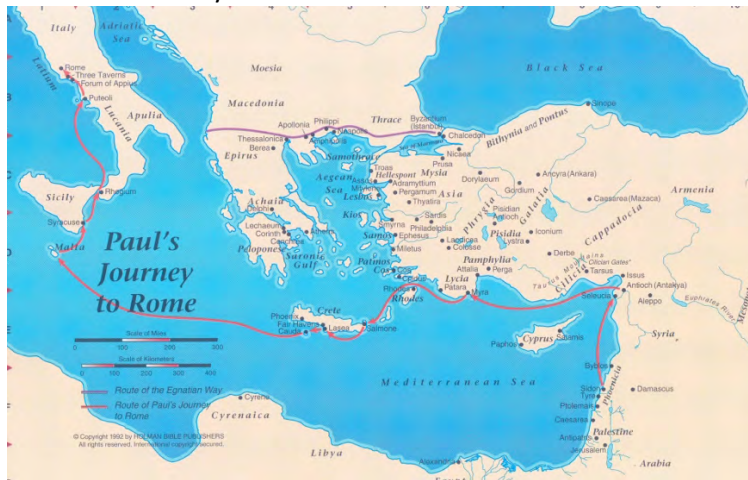 Italy
Adriatic
Sea
Rome
Three Taverns
Forum of Appius
Latium
Puteoli
Apulia
Lucania
Moesia
Macedonia
Black Sea
Sinope
Philippi
Thrace
Byzantium
(Istanbul)
Apollonia
Neapolis
Amphipolis
Chalcedon
Bithynia and Pontus
Thessalonica
Berea
Epirus
Samothrace
Nicaea
Prusa
Troas
Hellespont
Mysia
Aegean
Sea
Assos
Adramyttium
Mitylene
Pergamum
Lesbos
Asia
Thyatira
Dorylaeum
Gordium
Ancyra(Ankara)
Galatia
Phrygia
Armenia
Caesarea (Mazaca)
Cappadocia
Sicily
Rhegium
Syracuse
Malta
Achaia
Delphi
Lechaeum
Corinth
Cenchrea
Athens
Pelopones
Saronic
Gulf
Kios
Smyrna
Sardis
Philadelphia
Samos
Ephesus
Miletus
Laodicea
Colosse
Pisidian
Antioch
Pisidia
Iconium
Lystra
Derbe
Patmos
Cos
Cnidus
Rhodes
Rhodes
Lycia
Patara
Myra
Pamphylia
Attalia
Perga
Taurus Mountains
"Cilician Gates"
Cilicia
Tarsus
Issus
Antioch (Antakya)
Seleucia
Aleppo
Euphrates River
Syria
Paul's
Journey
to Rome
Crete
Phoenix
Fair Havens
Lasea
Cauda
Salmone
Cyprus
Salamis
Paphos
Byblos
Phoenicia
Sidon
Damascus
Tyre
Ptolemais
Caesarea
Palestine
Antipatris
Jerusalem
Arabia
Mediterranean Sea
Scale of Miles
0 100 200 300
Scale of Kilometers
0 100 200 300 400
Route of the Egnatian Way
Route of Paul's Journey
to Rome
© Copyright 1992 by HOLMAN BIBLE PUBLISHERS
All rights reserved. International copyright secured.
Cyrene
Cyrenaica
Libya
Alexandria